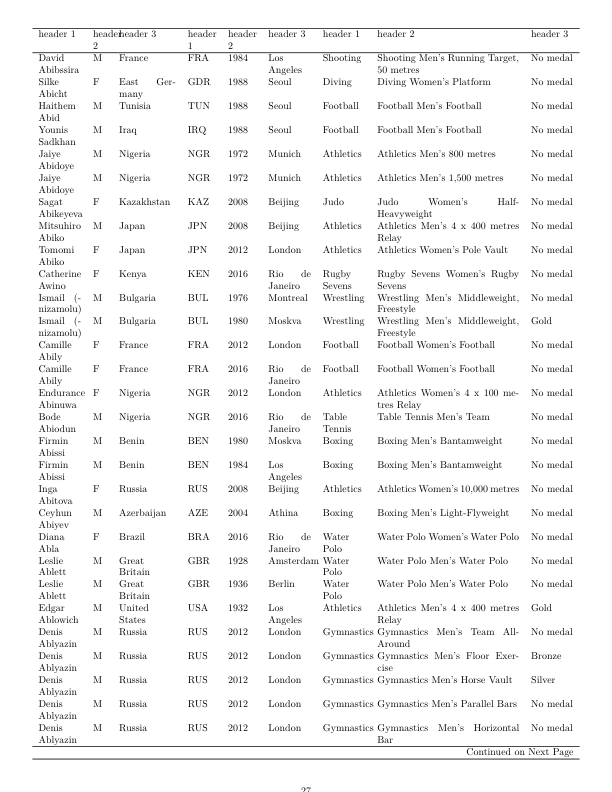 header 1 header 2 header 3 header 1 header 2 header 3 header 1 header 2 header 3
David Abibssira M France FRA 1984 Los Angeles Shooting Shooting Men's Running Target, 50 metres No medal
Silke Abicht F East Ger-many GDR 1988 Seoul Diving Diving Women's Platform No medal
Haithem Abid M Tunisia TUN 1988 Seoul Football Football Men's Football No medal
Younis Sadkhan M Iraq IRQ 1988 Seoul Football Football Men's Football No medal
Jaiye Abidoye M Nigeria NGR 1972 Munich Athletics Athletics Men's 800 metres No medal
Jaiye Abidoye M Nigeria NGR 1972 Munich Athletics Athletics Men's 1,500 metres No medal
Sagat Abikeyeva F Kazakhstan KAZ 2008 Beijing Judo Judo Women's Half-Heavyweight No medal
Mitsuhiro Abiko M Japan JPN 2008 Beijing Athletics Athletics Men's 4 x 400 metres Relay No medal
Tomomi Abiko F Japan JPN 2012 London Athletics Athletics Women's Pole Vault No medal
Catherine Awino F Kenya KEN 2016 Rio de Janeiro Rugby Sevens Rugby Sevens Women's Rugby Sevens No medal
Ismail (-nizamolu) M Bulgaria BUL 1976 Montreal Wrestling Wrestling Men's Middleweight, Freestyle No medal
Ismail (-nizamolu) M Bulgaria BUL 1980 Moskva Wrestling Wrestling Men's Middleweight, Freestyle Gold
Camille Abily F France FRA 2012 London Football Football Women's Football No medal
Camille Abily F France FRA 2016 Rio de Janeiro Football Football Women's Football No medal
Endurance Abinuwa F Nigeria NGR 2012 London Athletics Athletics Women's 4 x 100 me-tres Relay No medal
Bode Abiodun M Nigeria NGR 2016 Rio de Janeiro Table Tennis Table Tennis Men's Team No medal
Firmin Abissi M Benin BEN 1980 Moskva Boxing Boxing Men's Bantamweight No medal
Firmin Abissi M Benin BEN 1984 Los Angeles Boxing Boxing Men's Bantamweight No medal
Inga Abitova F Russia RUS 2008 Beijing Athletics Athletics Women's 10,000 metres No medal
Ceyhun Abiyev M Azerbaijan AZE 2004 Athina Boxing Boxing Men's Light-Flyweight No medal
Diana Abla F Brazil BRA 2016 Rio de Janeiro Water Polo Water Polo Women's Water Polo No medal
Leslie Ablett M Great Britain GBR 1928 Amsterdam Water Polo Water Polo Men's Water Polo No medal
Leslie Ablett M Great Britain GBR 1936 Berlin Water Polo Water Polo Men's Water Polo No medal
Edgar Ablowich M United States USA 1932 Los Angeles Athletics Athletics Men's 4 x 400 metres Relay Gold
Denis Ablyazin M Russia RUS 2012 London Gymnastics Gymnastics Men's Team All-Around No medal
Denis Ablyazin M Russia RUS 2012 London Gymnastics Gymnastics Men's Floor Exer-cise Bronze
Denis Ablyazin M Russia RUS 2012 London Gymnastics Gymnastics Men's Horse Vault Silver
Denis Ablyazin M Russia RUS 2012 London Gymnastics Gymnastics Men's Parallel Bars No medal
Denis Ablyazin M Russia RUS 2012 London Gymnastics Gymnastics Men's Horizontal Bar No medal
Continued on Next Page
27